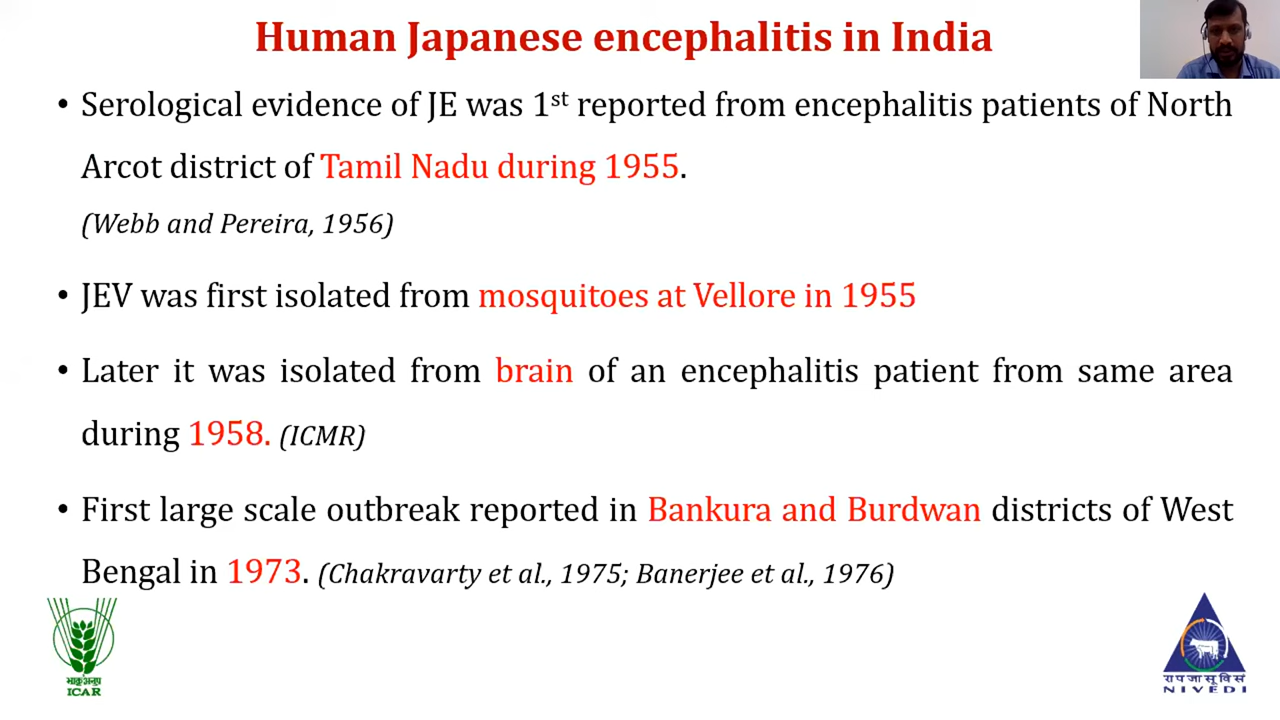 Human Japanese encephalitis in India
• Serological evidence of JE was 1st reported from encephalitis patients of North
Arcot district of Tamil Nadu during 1955.
(Webb and Pereira, 1956)
• JEV was first isolated from mosquitoes at Vellore in 1955
• Later it was isolated from brain of an encephalitis patient from same area
during 1958. (ICMR)
• First large scale outbreak reported in Bankura and Burdwan districts of West
Bengal in 1973. (Chakravarty et al., 1975; Banerjee et al., 1976)
भाकृअनुप
ICAR
रा प जा सू वि सं
NIVEDI